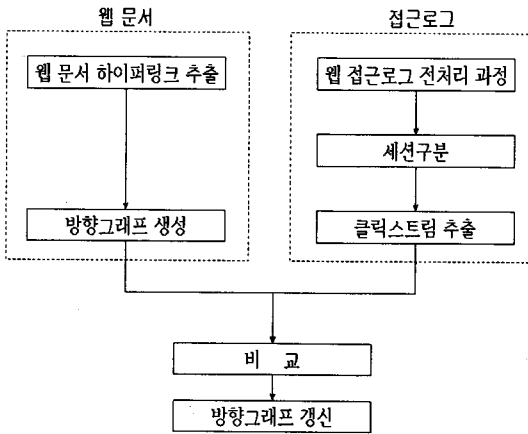 웹 문서
접근로그
웹 문서 하이퍼링크 추출
웹 접근로그 전처리 과정
세션구분
방향그래프 생성
클릭스트림 추출
비 교
방향그래프 갱신